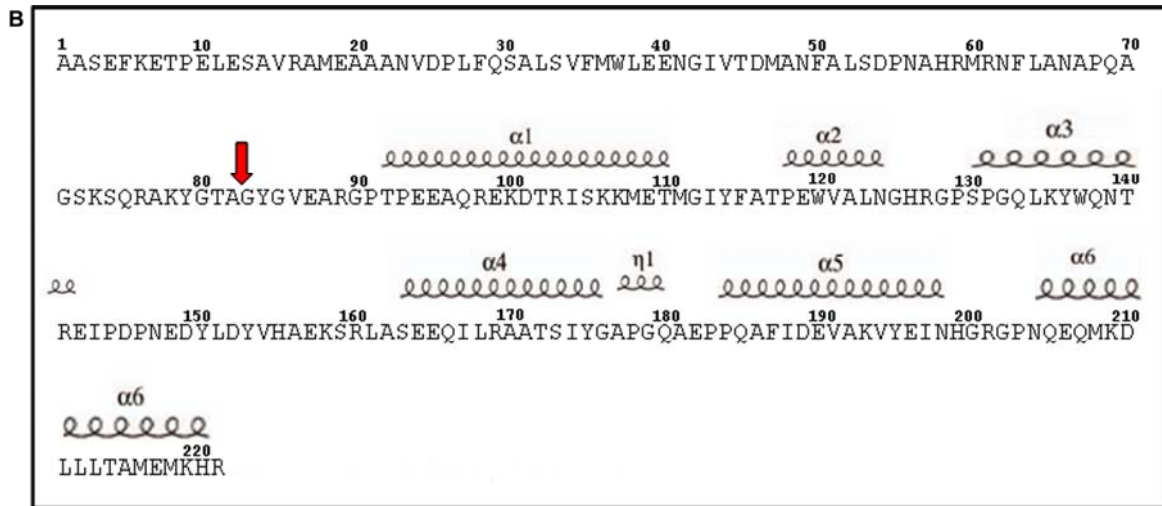 B
1 10 20 30 40 50 60 70
AASEFKETPELESAVRAMEAAANVDPLFQSALSVFMWLEENGIVTDMANFALSDPNAHRMRNFLANAPQA
α1 α2 α3
80 90 100 110 120 130 140
GSKSQRAKYGTAGYGVEARGPTPEEAQREKDTRISKKMETMGIYFATPEWVALNGHRGPSPGQLKYWQNT
α4 η1 α5 α6
150 160 170 180 190 200 210
REIPDPNEDYLDYVHAEKSRLASEEQILRAATSIYGAPGQAEPPQAFIDEVAKVYEINHGRGPNQEQMKD
α6
220
LLLTAMEMKHR